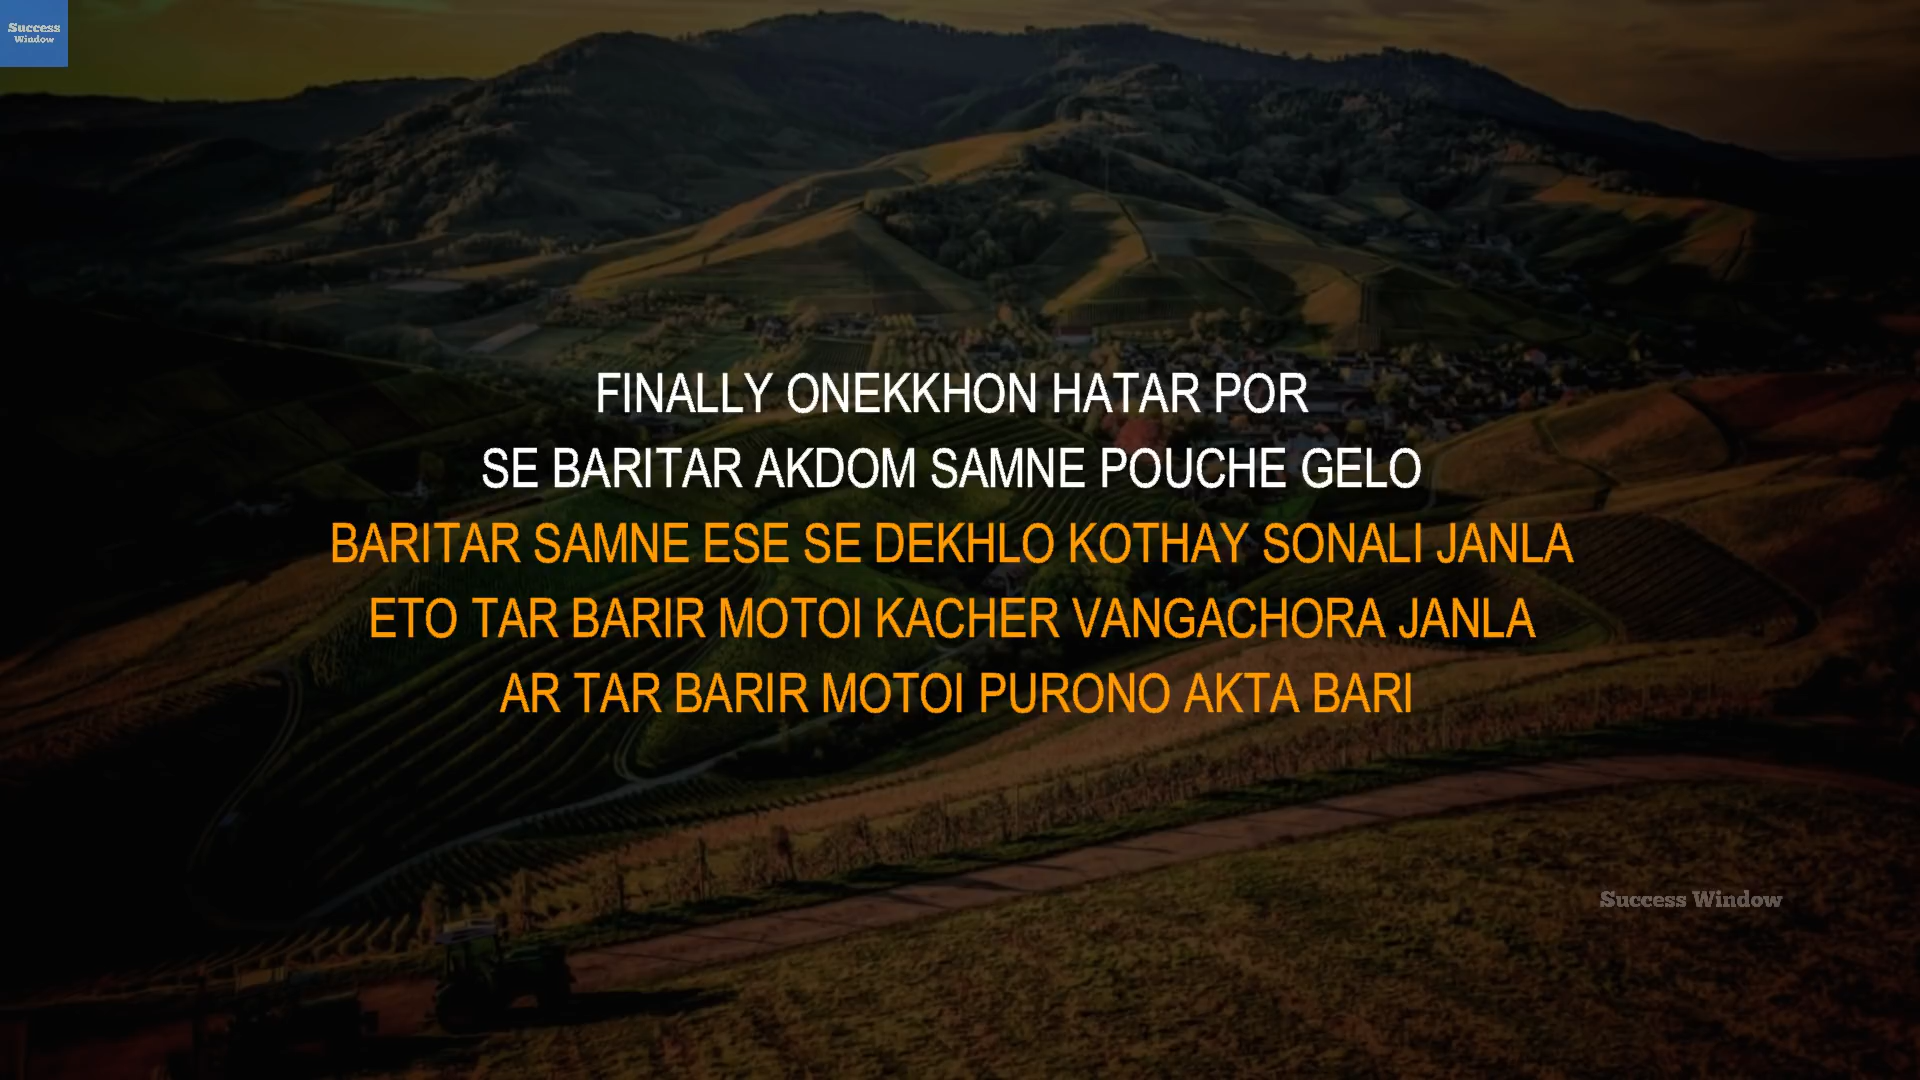 Success
Window
FINALLY ONEKKHON HATAR POR
SE BARITAR AKDOM SAMNE POUCHE GELO
BARITAR SAMNE ESE SE DEKHLO KOTHAY SONALI JANLA
ETO TAR BARIR MOTOI KACHER VANGACHORA JANLA
AR TAR BARIR MOTOI PURONO AKTA BARI
Success Window